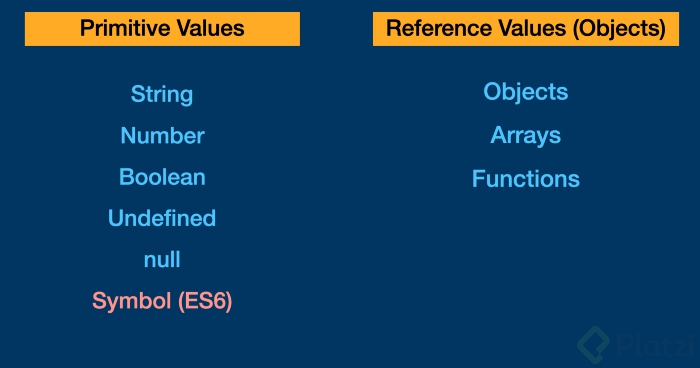 Primitive Values
String
Number
Boolean
Undefined
null
Symbol (ES6)
Reference Values (Objects)
Objects
Arrays
Functions
Platzi